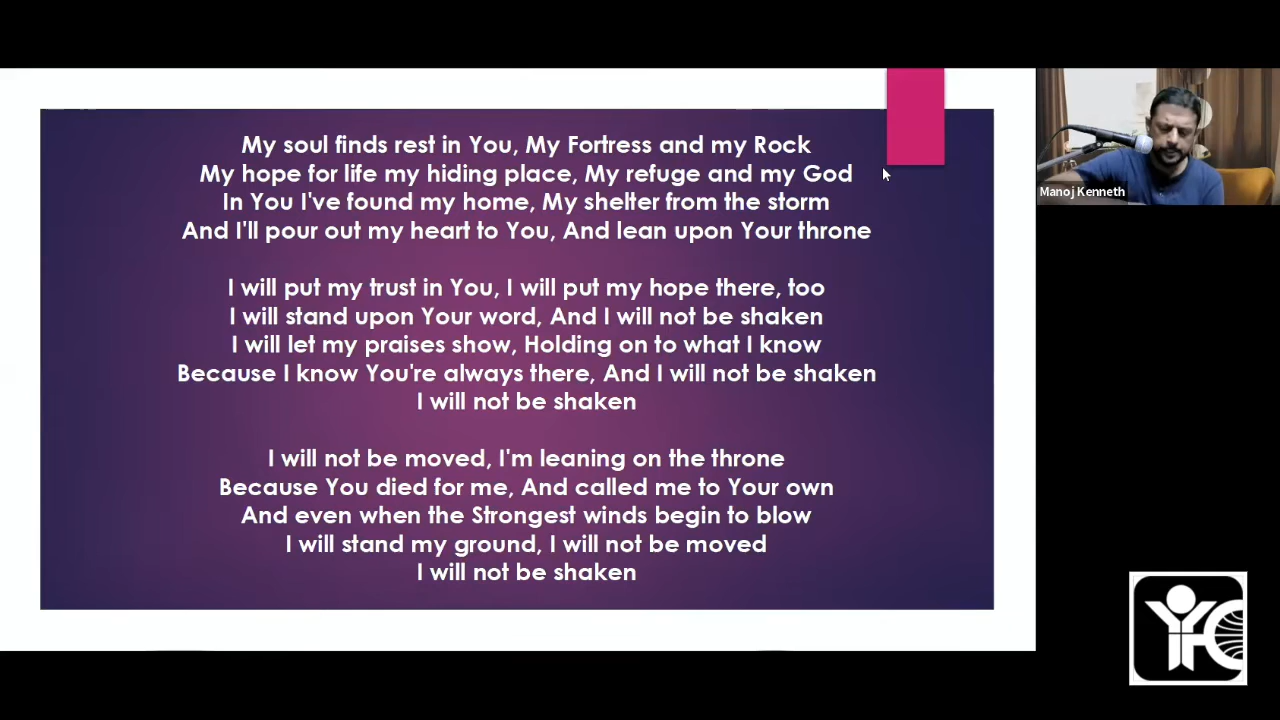 My soul finds rest in You, My Fortress and my Rock
My hope for life my hiding place, My refuge and my God
In You I've found my home, My shelter from the storm
And I'll pour out my heart to You, And lean upon Your throne
I will put my trust in You, I will put my hope there, too
I will stand upon Your word, And I will not be shaken
I will let my praises show, Holding on to what I know
Because I know You're always there, And I will not be shaken
I will not be shaken
I will not be moved, I'm leaning on the throne
Because You died for me, And called me to Your own
And even when the Strongest winds begin to blow
I will stand my ground, I will not be moved
I will not be shaken
Manoj Kenneth
YFC